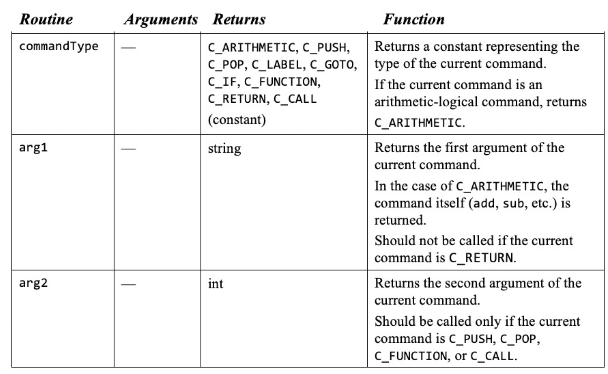 Routine Arguments Returns Function
commandType — C_ARITHMETIC, C_PUSH, Returns a constant representing the
C_POP, C_LABEL, C_GOTO, type of the current command.
C_IF, C_FUNCTION, If the current command is an
C_RETURN, C_CALL arithmetic-logical command, returns
(constant) C_ARITHMETIC.
arg1 — string Returns the first argument of the
current command.
In the case of C_ARITHMETIC, the
command itself (add, sub, etc.) is
returned.
Should not be called if the current
command is C_RETURN.
arg2 — int Returns the second argument of the
current command.
Should be called only if the current
command is C_PUSH, C_POP,
C_FUNCTION, or C_CALL.